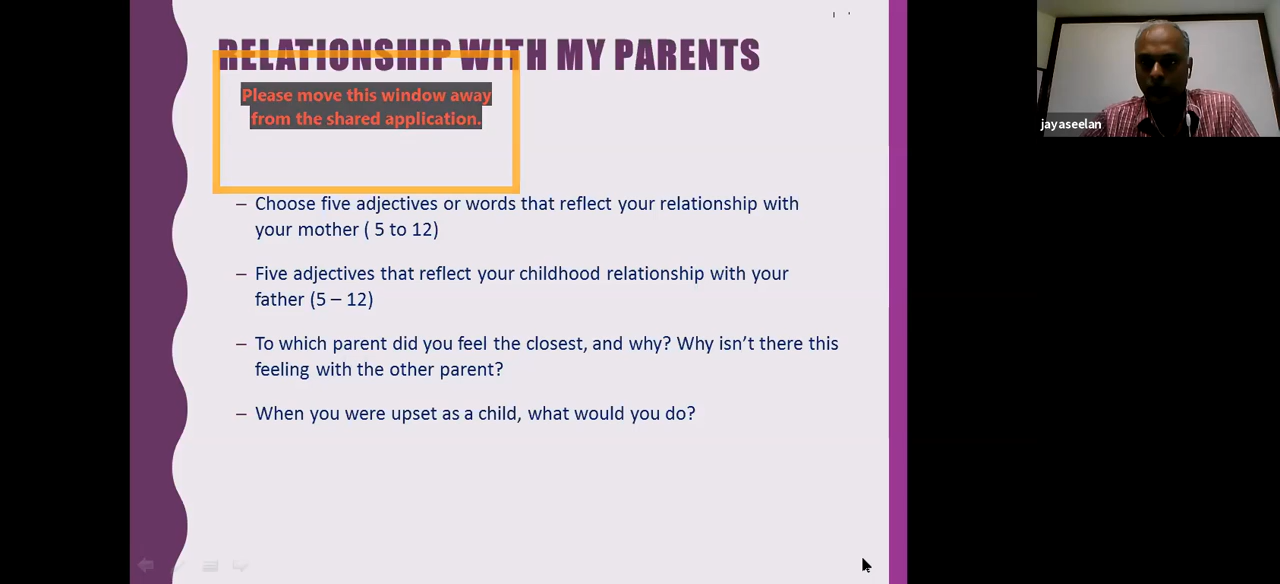 RELATIONSHIP WITH MY PARENTS
Please move this window away
from the shared application.
– Choose five adjectives or words that reflect your relationship with
your mother ( 5 to 12)
– Five adjectives that reflect your childhood relationship with your
father (5 – 12)
– To which parent did you feel the closest, and why? Why isn't there this
feeling with the other parent?
– When you were upset as a child, what would you do?
jayaseelan